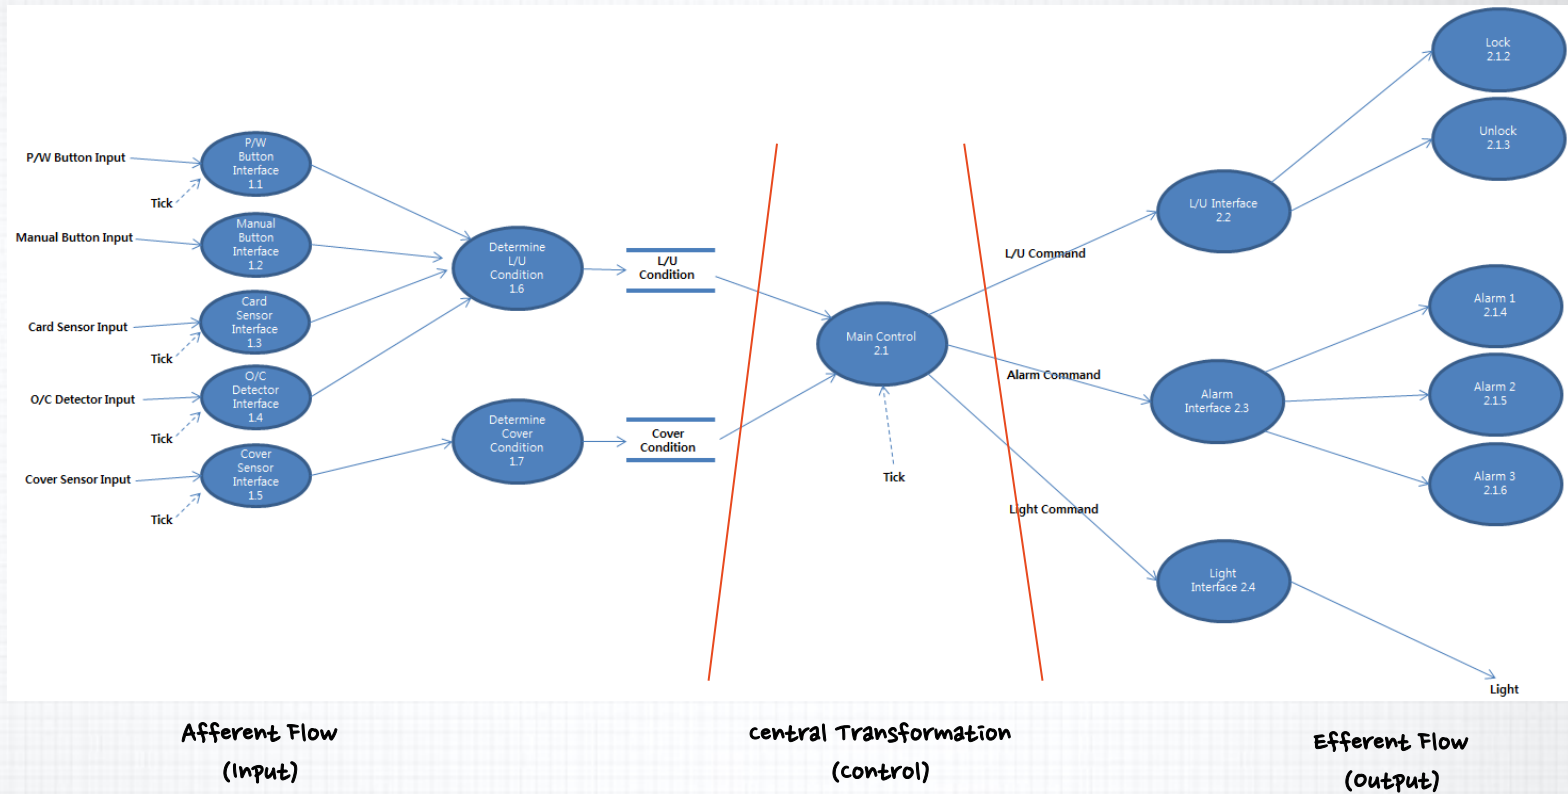 P/W Button Input
P/W
Button
Interface
1.1
Tick
Manual Button Input
Manual
Button
Interface
1.2
Card Sensor Input
Card
Sensor
Interface
1.3
Tick
O/C Detector Input
O/C
Detector
Interface
1.4
Tick
Cover Sensor Input
Cover
Sensor
Interface
1.5
Tick
Determine
L/U
Condition
1.6
Determine
Cover
Condition
1.7
L/U
Condition
Cover
Condition
Main Control
2.1
Tick
L/U Command
Alarm Command
Light Command
L/U Interface
2.2
Alarm
Interface 2.3
Light
Interface 2.4
Lock
2.1.2
Unlock
2.1.3
Alarm 1
2.1.4
Alarm 2
2.1.5
Alarm 3
2.1.6
Light
Afferent Flow
(Input)
Central Transformation
(Control)
Efferent Flow
(Output)